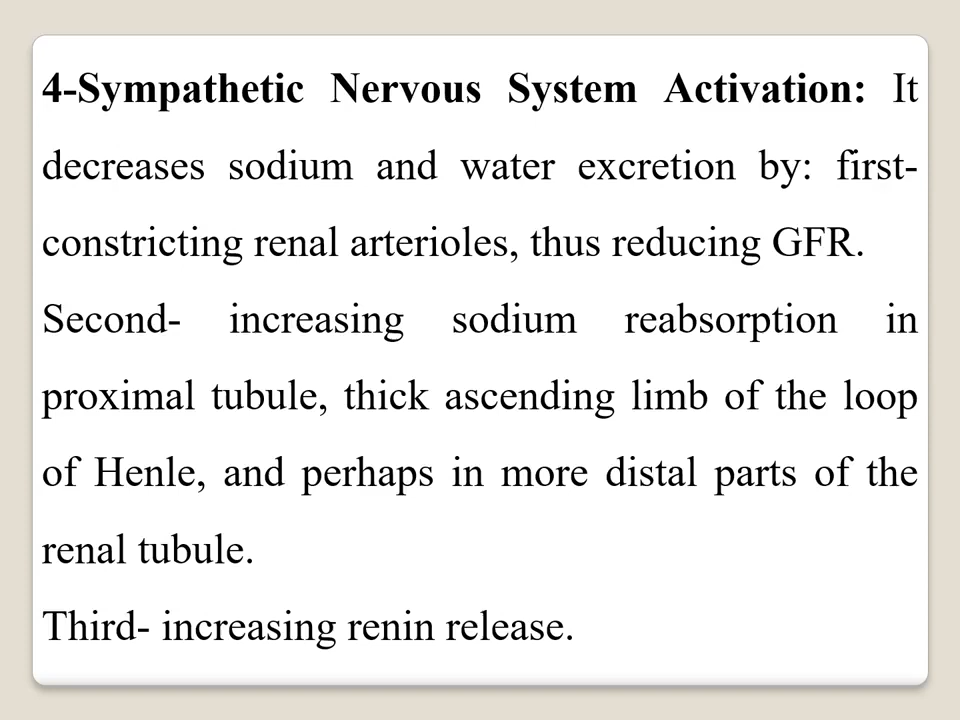 4-Sympathetic Nervous System Activation: It
decreases sodium and water excretion by: first-
constricting renal arterioles, thus reducing GFR.
Second- increasing sodium reabsorption in
proximal tubule, thick ascending limb of the loop
of Henle, and perhaps in more distal parts of the
renal tubule.
Third- increasing renin release.